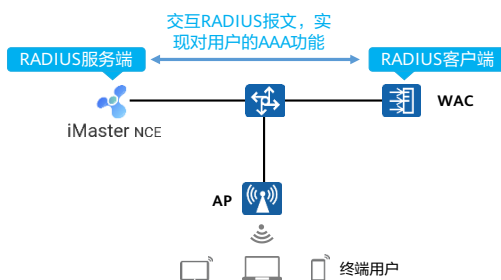 交互RADIUS报文，实
现对用户的AAA功能
RADIUS服务端
RADIUS客户端
iMaster NCE
WAC
AP
终端用户